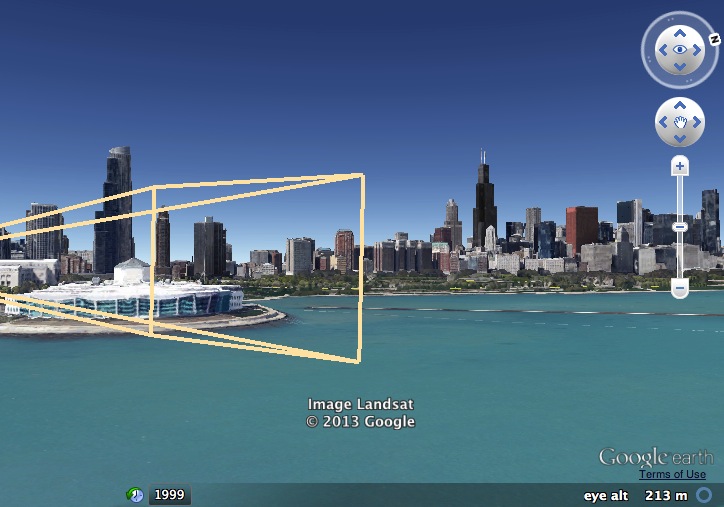 N
Image Landsat
© 2013 Google
Google earth
Terms of Use
1999
eye alt 213 m